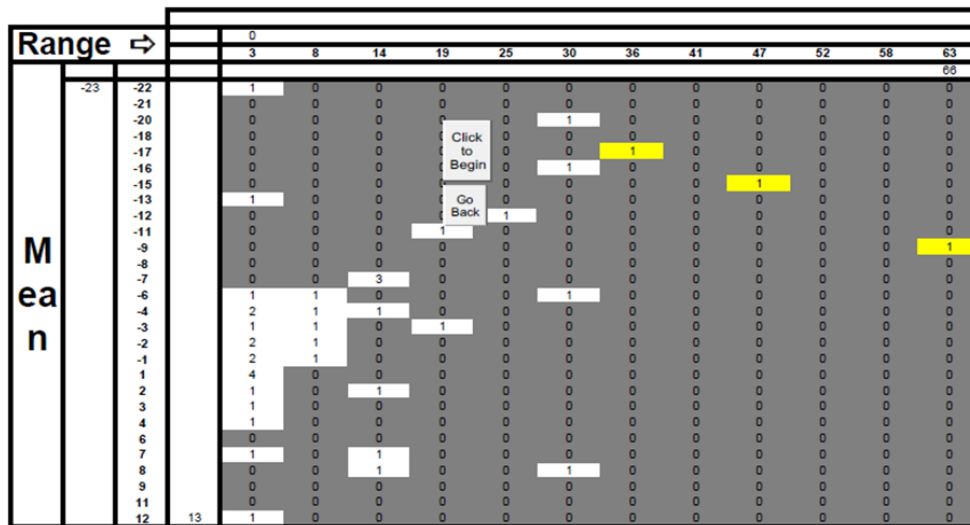 Range ⇨
0
3 8 14 19 25 30 36 41 47 52 58 63
66
Mean
-23 -22 1 0 0 0 0 0 0 0 0 0 0 0
-21 0 0 0 0 0 0 0 0 0 0 0 0
-20 0 0 0 0 0 1 0 0 0 0 0 0
-18 0 0 0 0 0 0 0 0 0 0 0 0
-17 0 0 0 0 0 0 1 0 0 0 0 0
-16 0 0 0 0 0 1 0 0 0 0 0 0
-15 0 0 0 0 0 0 0 0 1 0 0 0
-13 1 0 0 0 0 0 0 0 0 0 0 0
-12 0 0 0 0 1 0 0 0 0 0 0 0
-11 0 0 0 1 0 0 0 0 0 0 0 0
-9 0 0 0 0 0 0 0 0 0 0 0 1
-8 0 0 0 0 0 0 0 0 0 0 0 0
-7 0 0 3 0 0 0 0 0 0 0 0 0
-6 1 1 0 0 0 1 0 0 0 0 0 0
-4 2 1 1 0 0 0 0 0 0 0 0 0
-3 1 1 0 1 0 0 0 0 0 0 0 0
-2 2 1 0 0 0 0 0 0 0 0 0 0
-1 2 1 0 0 0 0 0 0 0 0 0 0
1 4 0 0 0 0 0 0 0 0 0 0 0
2 1 0 1 0 0 0 0 0 0 0 0 0
3 1 0 0 0 0 0 0 0 0 0 0 0
4 1 0 0 0 0 0 0 0 0 0 0 0
6 0 0 0 0 0 0 0 0 0 0 0 0
7 1 0 1 0 0 0 0 0 0 0 0 0
8 0 0 1 0 0 1 0 0 0 0 0 0
9 0 0 0 0 0 0 0 0 0 0 0 0
11 0 0 0 0 0 0 0 0 0 0 0 0
12 13 1 0 0 0 0 0 0 0 0 0 0 0
Click
to
Begin
Go
Back